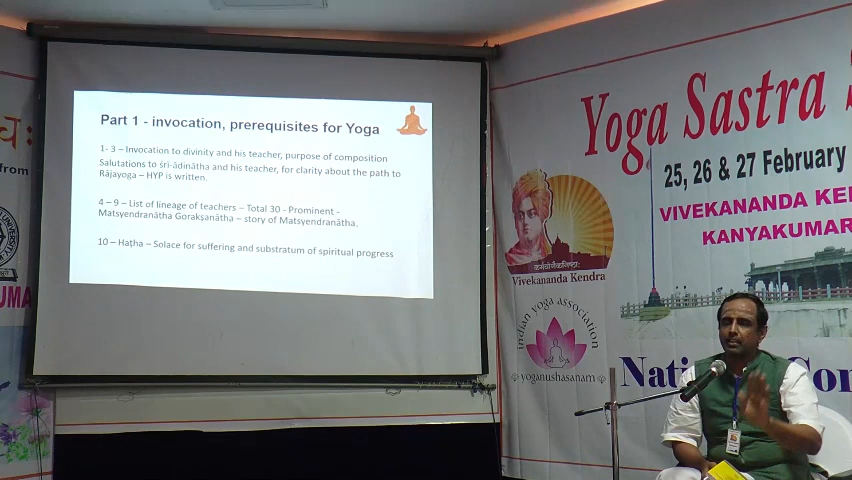 Part 1 - invocation, prerequisites for Yoga
1- 3 – Invocation to divinity and his teacher, purpose of composition
Salutations to śri-ādinātha and his teacher, for clarity about the path to
Rājayoga – HYP is written.
4 – 9 – List of lineage of teachers – Total 30 - Prominent -
Matsyendranātha Gorakṣanātha – story of Matsyendranātha.
10 – Haṭha – Solace for suffering and substratum of spiritual progress
from
Yoga Sastra
25, 26 & 27 February
VIVEKANANDA
KANYAKUMAR
Vivekananda Kendra
indian yoga association
yoganushasanam